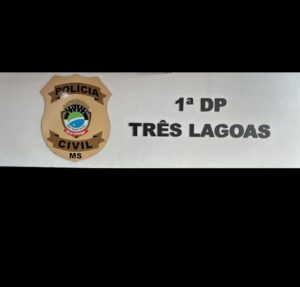 POLÍCIA
CIVIL
MS
1ª DP
TRÊS LAGOAS